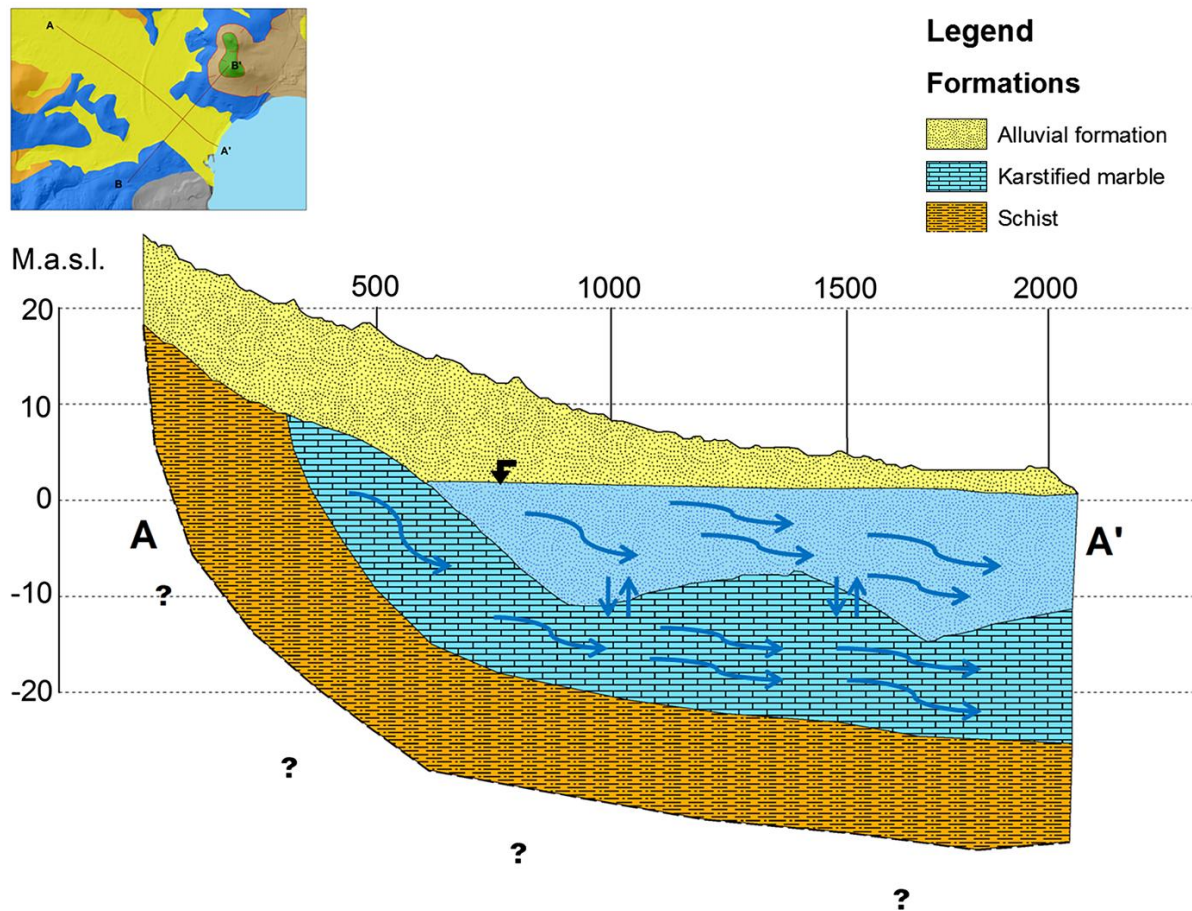 A
B'
A'
B
Legend
Formations
Alluvial formation
Karstified marble
Schist
M.a.s.l.
500
1000
1500
2000
20
10
0
-10
-20
A
A'
?
?
?
?